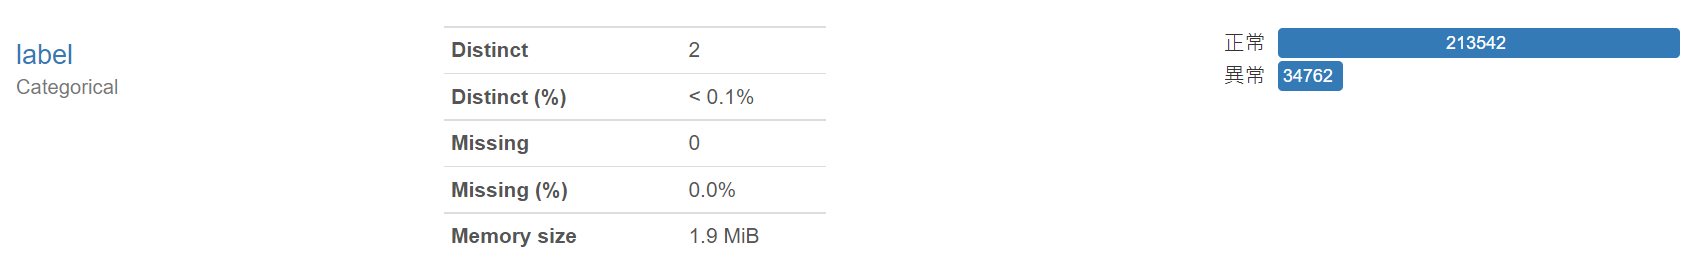 label
Categorical
Distinct 2
Distinct (%) < 0.1%
Missing 0
Missing (%) 0.0%
Memory size 1.9 MiB
正常 213542
異常 34762